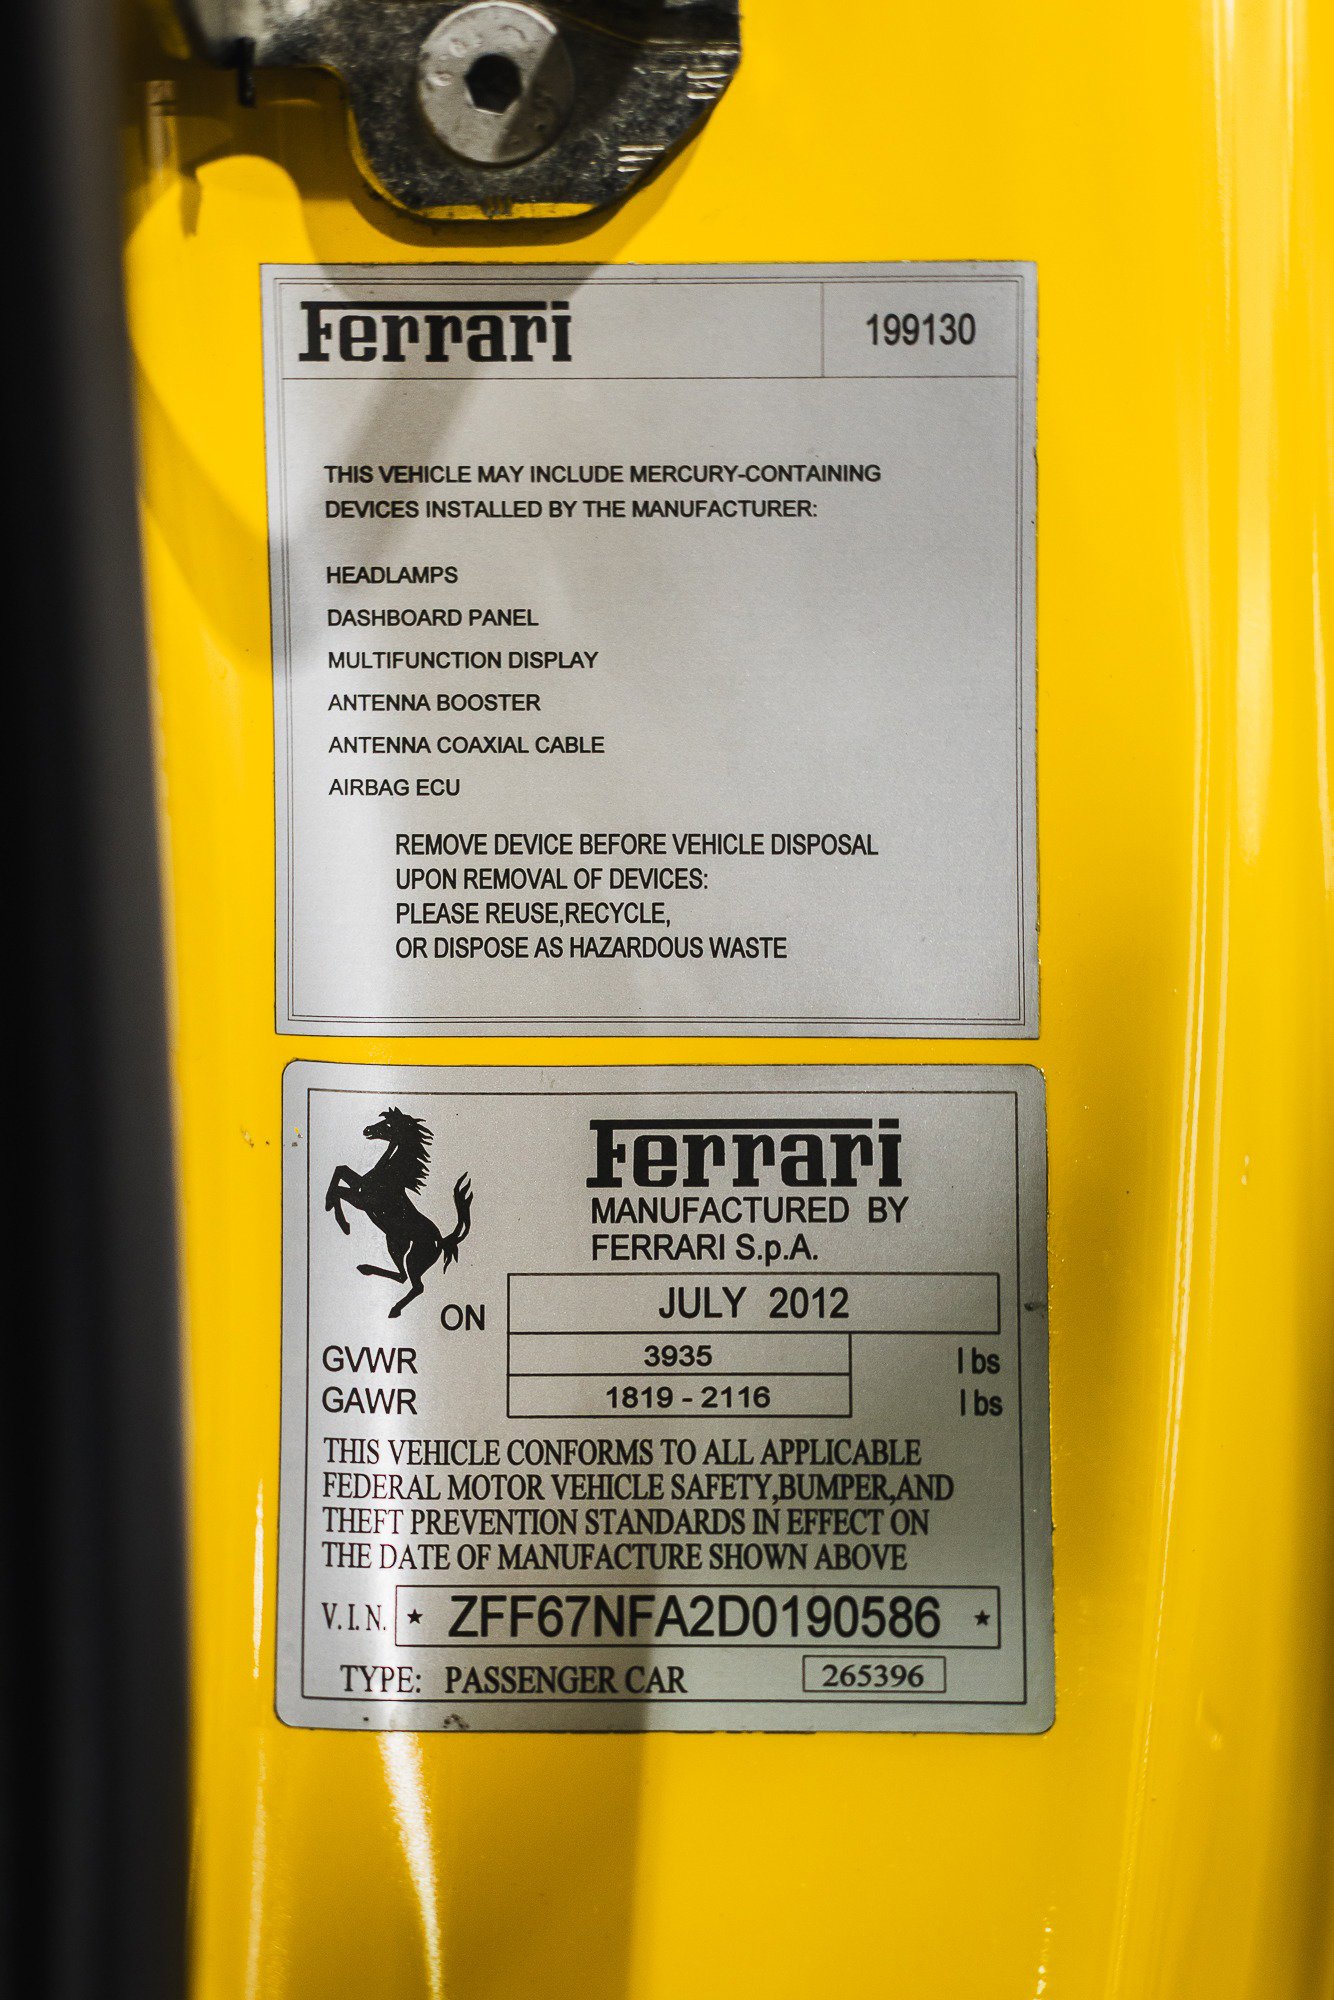 Ferrari
199130
THIS VEHICLE MAY INCLUDE MERCURY-CONTAINING
DEVICES INSTALLED BY THE MANUFACTURER:
HEADLAMPS
DASHBOARD PANEL
MULTIFUNCTION DISPLAY
ANTENNA BOOSTER
ANTENNA COAXIAL CABLE
AIRBAG ECU
REMOVE DEVICE BEFORE VEHICLE DISPOSAL
UPON REMOVAL OF DEVICES:
PLEASE REUSE,RECYCLE,
OR DISPOSE AS HAZARDOUS WASTE
Ferrari
MANUFACTURED BY
FERRARI S.p.A.
ON JULY 2012
GVWR 3935 lbs
GAWR 1819 - 2116 lbs
THIS VEHICLE CONFORMS TO ALL APPLICABLE
FEDERAL MOTOR VEHICLE SAFETY,BUMPER,AND
THEFT PREVENTION STANDARDS IN EFFECT ON
THE DATE OF MANUFACTURE SHOWN ABOVE
V.I.N. ★ ZFF67NFA2D0190586 ★
TYPE: PASSENGER CAR 265396